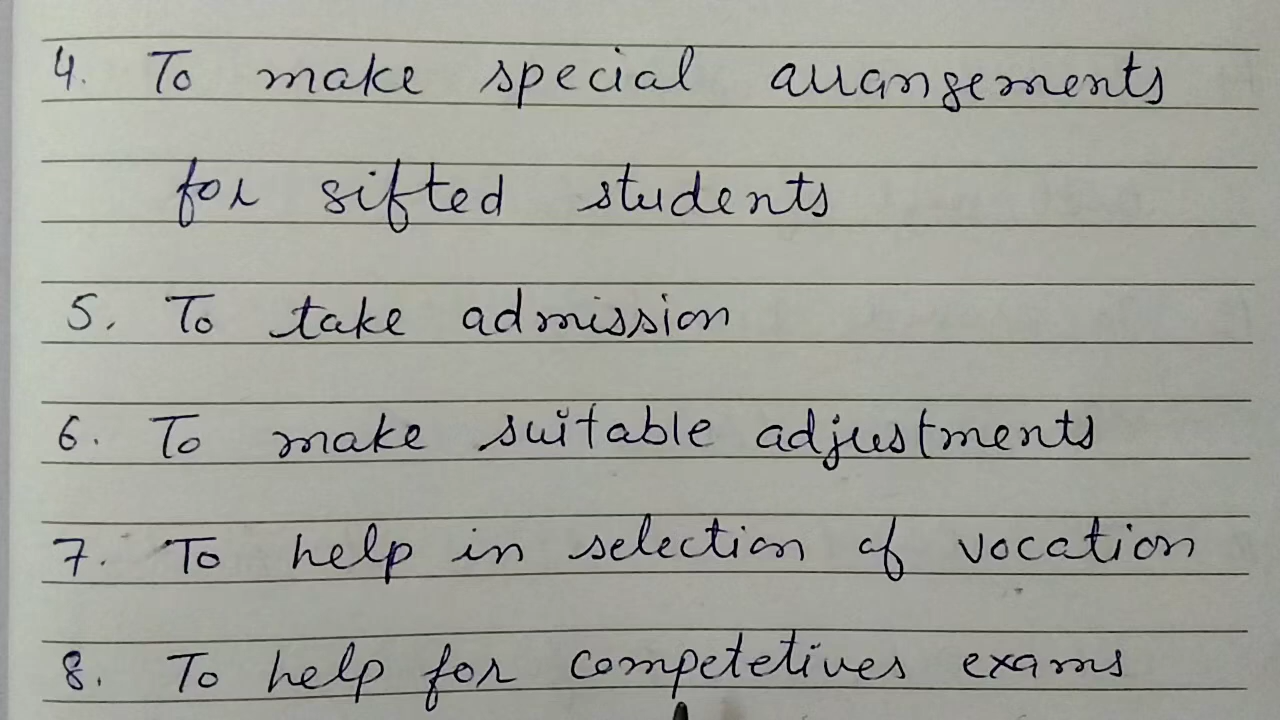 4. To make special arrangements
for gifted students
5. To take admission
6. To make suitable adjustments
7. To help in selection of vocation
8. To help for competetives exams